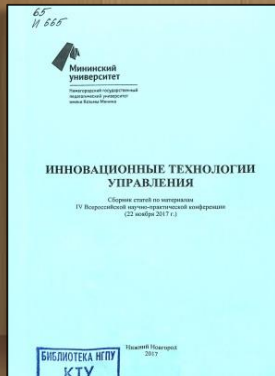 65
И 665
Мининский
университет
Нижегородский государственный
педагогический университет
имени Козьмы Минина
ИННОВАЦИОННЫЕ ТЕХНОЛОГИИ
УПРАВЛЕНИЯ
Сборник статей по материалам
IV Всероссийской научно-практической конференции
(22 ноября 2017 г.)
Нижний Новгород
2017
БИБЛИОТЕКА НГПУ
КТУ